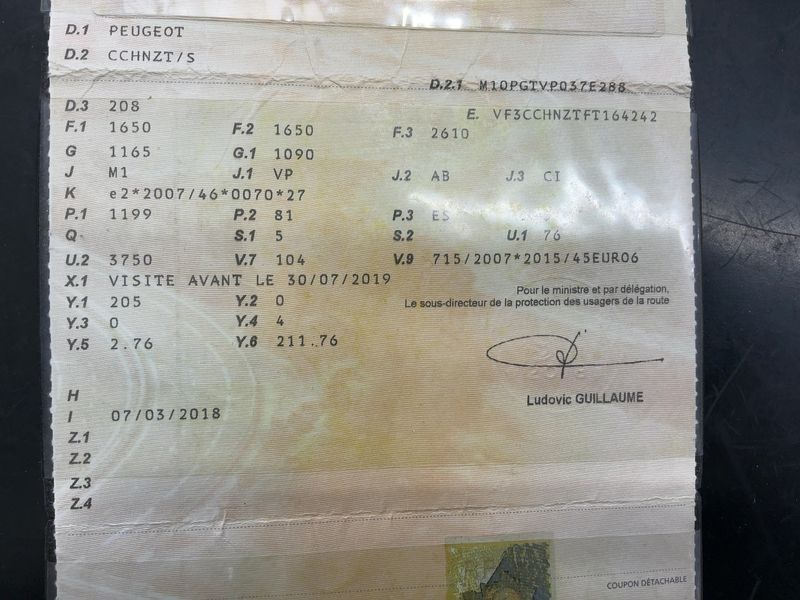 D.1 PEUGEOT
D.2 CCHNZT/S
D.2.1 M10PGTVP037E288
D.3 208
E. VF3CCHNZTFT164242
F.1 1650 F.2 1650 F.3 2610
G 1165 G.1 1090
J M1 J.1 VP J.2 AB J.3 CI
K e2*2007/46*0070*27
P.1 1199 P.2 81 P.3 ES
Q S.1 5 S.2 U.1 76
U.2 3750 V.7 104 V.9 715/2007*2015/45EURO6
X.1 VISITE AVANT LE 30/07/2019
Pour le ministre et par délégation,
Le sous-directeur de la protection des usagers de la route
Y.1 205 Y.2 0
Y.3 0 Y.4 4
Y.5 2.76 Y.6 211.76
Ludovic GUILLAUME
H
I 07/03/2018
Z.1
Z.2
Z.3
Z.4
COUPON DÉTACHABLE